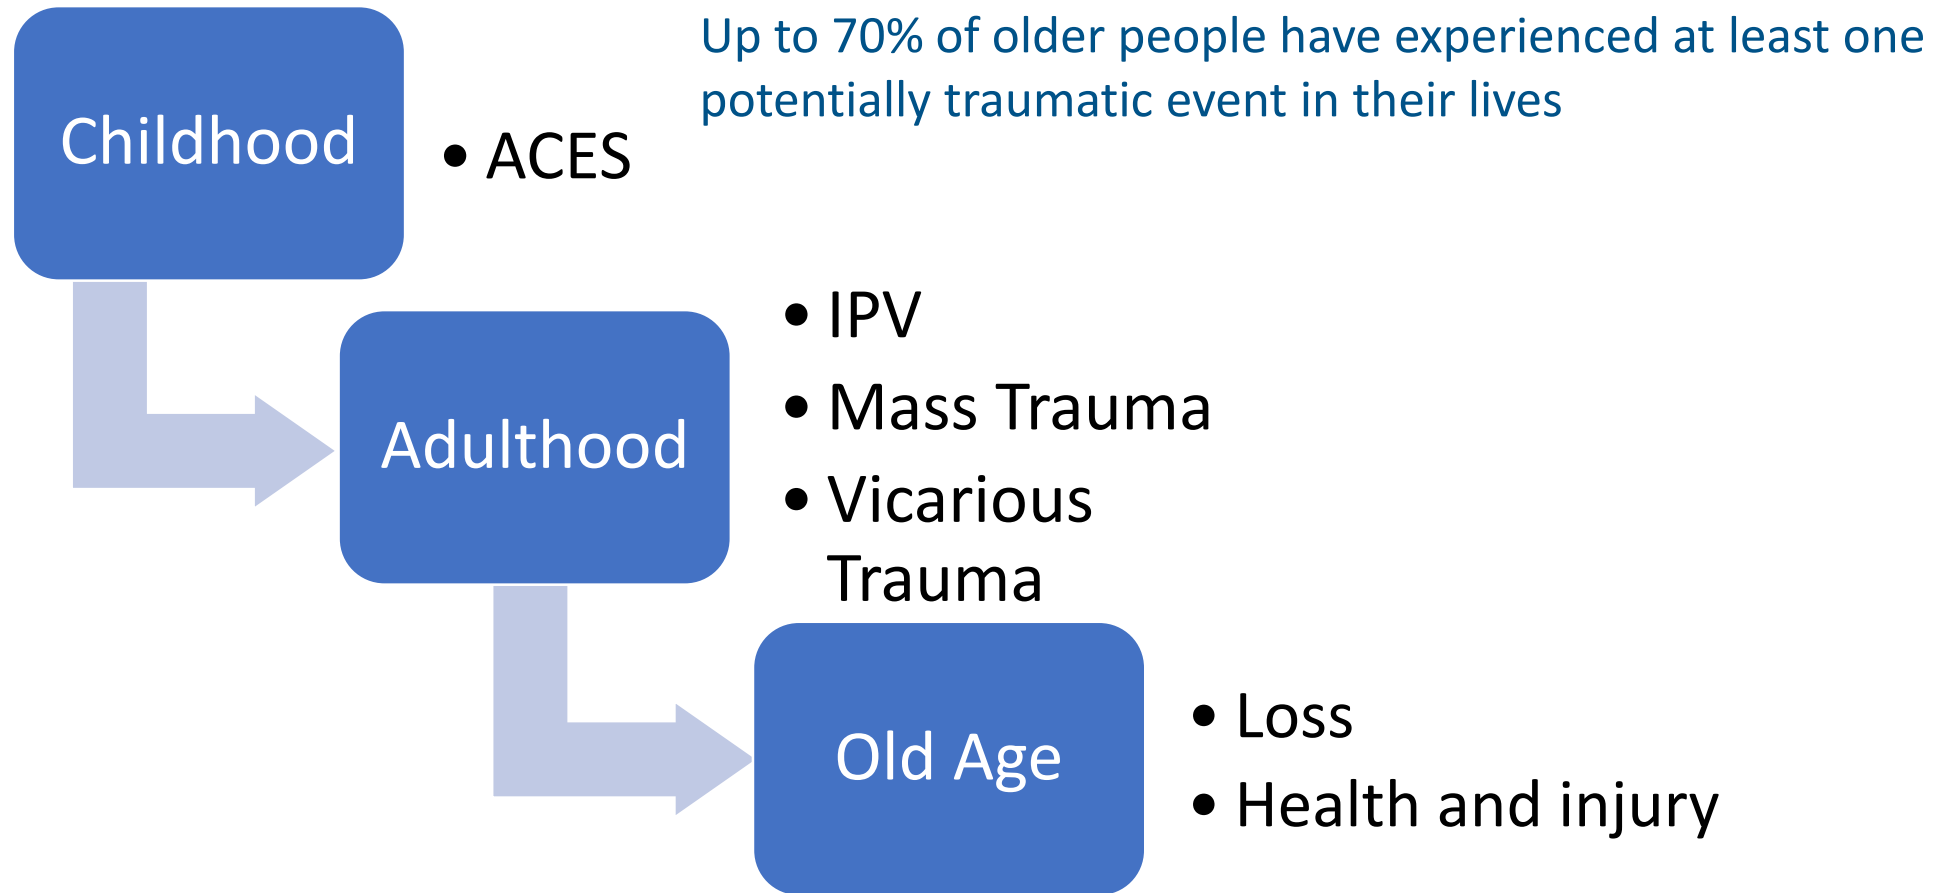 Up to 70% of older people have experienced at least one
potentially traumatic event in their lives
Childhood
• ACES
Adulthood
• IPV
• Mass Trauma
• Vicarious
Trauma
Old Age
• Loss
• Health and injury